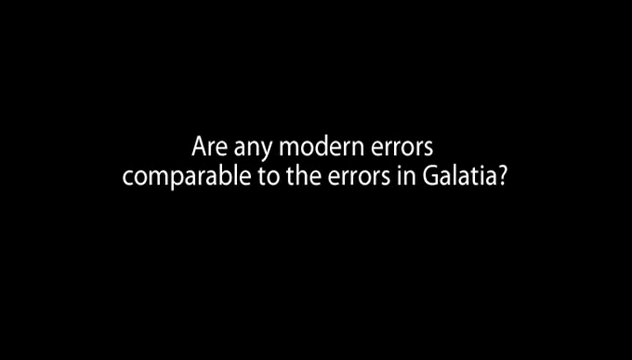 Are any modern errors
comparable to the errors in Galatia?